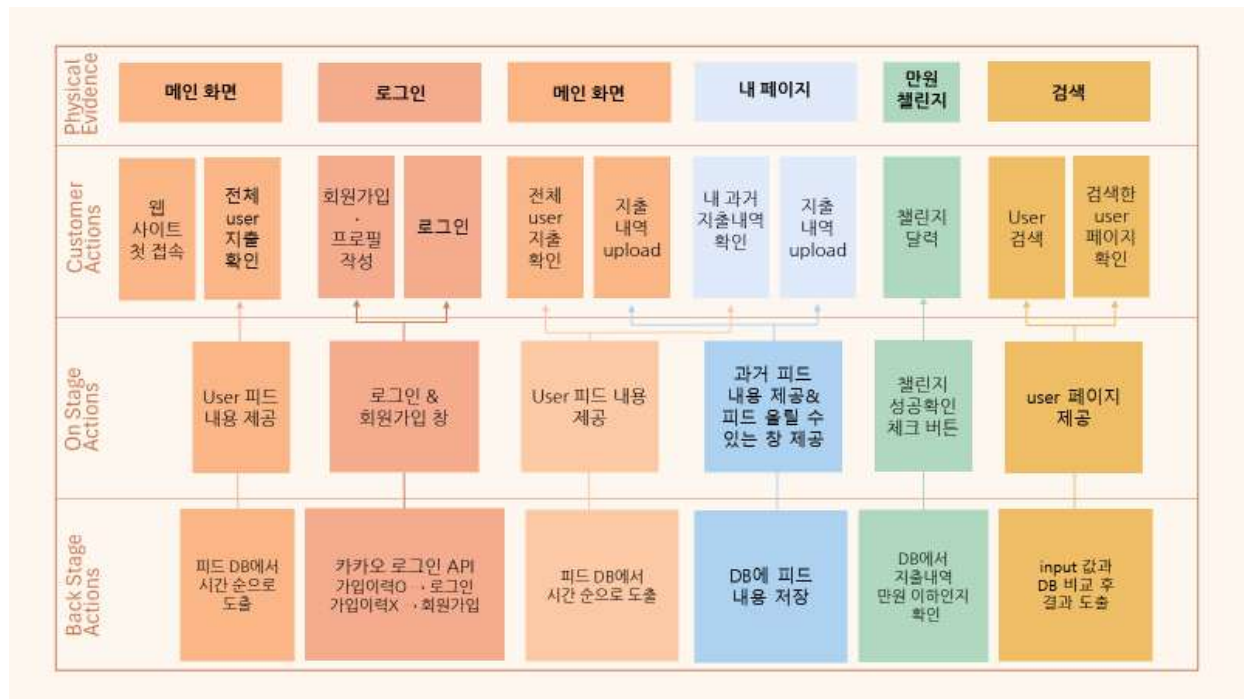 Physical
Evidence
메인 화면
로그인
메인 화면
내 페이지
만원
챌린지
검색
Customer
Actions
웹
사이트
첫 접속
전체
user
지출
확인
회원가입
·
프로필
작성
로그인
전체
user
지출
확인
지출
내역
upload
내 과거
지출내역
확인
지출
내역
upload
챌린지
달력
User
검색
검색한
user
페이지
확인
On Stage
Actions
User 피드
내용 제공
로그인 &
회원가입 창
User 피드 내용
제공
과거 피드
내용 제공&
피드 올릴 수
있는 창 제공
챌린지
성공확인
체크 버튼
user 페이지
제공
Back Stage
Actions
피드 DB에서
시간 순으로
도출
카카오 로그인 API
가입이력O → 로그인
가입이력X → 회원가입
피드 DB에서
시간 순으로 도출
DB에 피드
내용 저장
DB에서
지출내역
만원 이하인지
확인
input 값과
DB 비교 후
결과 도출